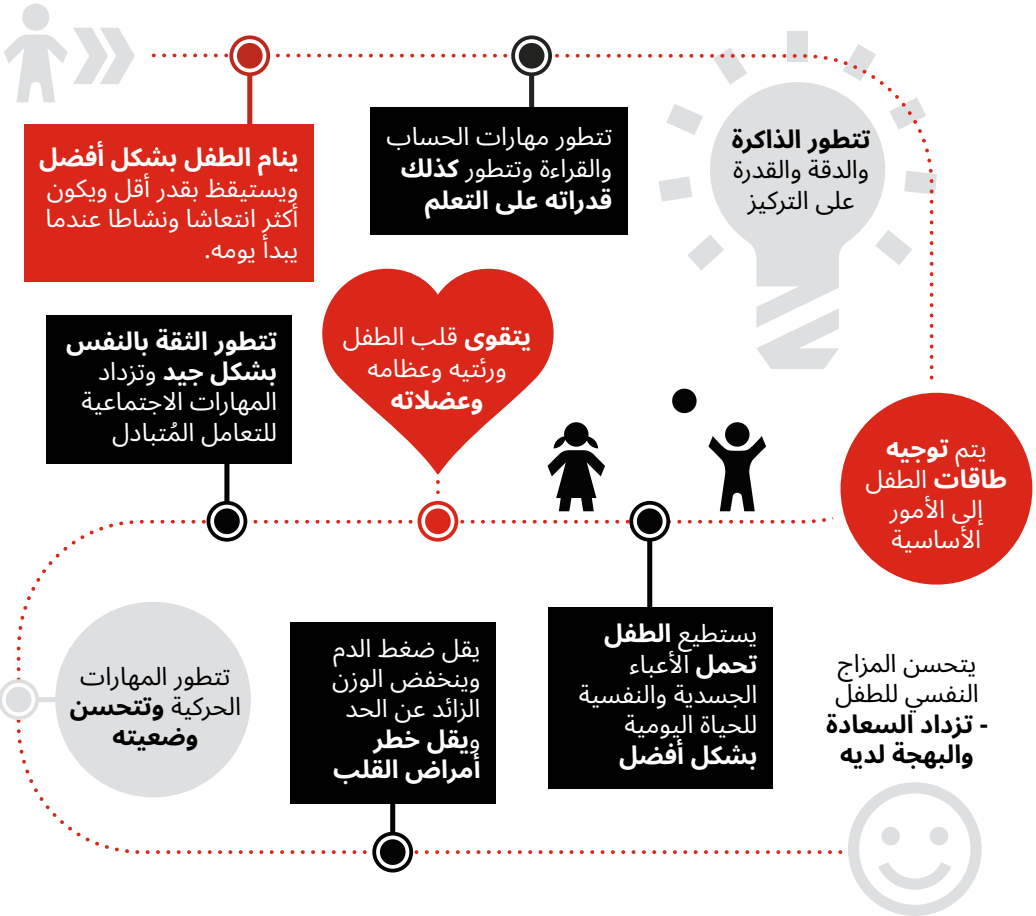 ينام الطفل بشكل أفضل
ويستيقظ بقدر أقل ويكون
أكثر انتعاشا ونشاطا عندما
يبدأ يومه.
تتطور مهارات الحساب
والقراءة وتتطور كذلك
قدراته على التعلم
تتطور الذاكرة
والدقة والقدرة
على التركيز
يتم توجيه
طاقات الطفل
إلى الأمور
الأساسية
يستطيع الطفل
تحمل الأعباء
الجسدية والنفسية
للحياة اليومية
بشكل أفضل
يتقوى قلب الطفل
ورئتيه وعظامه
وعضلاته
تتطور الثقة بالنفس
بشكل جيد وتزداد
المهارات الاجتماعية
للتعامل المُتبادل
تتطور المهارات
الحركية وتتحسن
وضعيته
يقل ضغط الدم
وينخفض الوزن
الزائد عن الحد
ويقل خطر
أمراض القلب
يتحسن المزاج
النفسي للطفل
- تزداد السعادة
والبهجة لديه